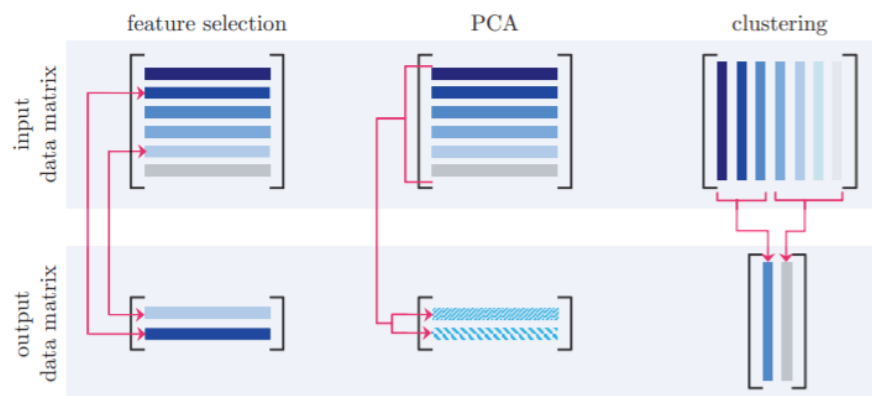 feature selection
PCA
clustering
input
data matrix
output
data matrix